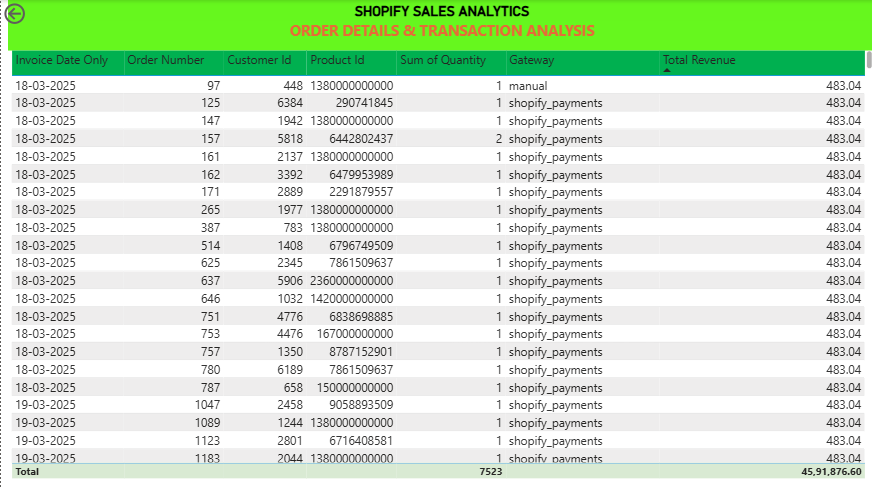 SHOPIFY SALES ANALYTICS
ORDER DETAILS & TRANSACTION ANALYSIS
Invoice Date Only Order Number Customer Id Product Id Sum of Quantity Gateway Total Revenue
18-03-2025 97 448 1380000000000 1 manual 483.04
18-03-2025 125 6384 290741845 1 shopify_payments 483.04
18-03-2025 147 1942 1380000000000 1 shopify_payments 483.04
18-03-2025 157 5818 6442802437 2 shopify_payments 483.04
18-03-2025 161 2137 1380000000000 1 shopify_payments 483.04
18-03-2025 162 3392 6479953989 1 shopify_payments 483.04
18-03-2025 171 2889 2291879557 1 shopify_payments 483.04
18-03-2025 265 1977 1380000000000 1 shopify_payments 483.04
18-03-2025 387 783 1380000000000 1 shopify_payments 483.04
18-03-2025 514 1408 6796749509 1 shopify_payments 483.04
18-03-2025 625 2345 7861509637 1 shopify_payments 483.04
18-03-2025 637 5906 2360000000000 1 shopify_payments 483.04
18-03-2025 646 1032 1420000000000 1 shopify_payments 483.04
18-03-2025 751 4776 6838698885 1 shopify_payments 483.04
18-03-2025 753 4476 167000000000 1 shopify_payments 483.04
18-03-2025 757 1350 8787152901 1 shopify_payments 483.04
18-03-2025 780 6189 7861509637 1 shopify_payments 483.04
18-03-2025 787 658 150000000000 1 shopify_payments 483.04
19-03-2025 1047 2458 9058893509 1 shopify_payments 483.04
19-03-2025 1089 1244 1380000000000 1 shopify_payments 483.04
19-03-2025 1123 2801 6716408581 1 shopify_payments 483.04
19-03-2025 1183 2044 1380000000000 1 shopify_payments 483.04
Total 7523 45,91,876.60